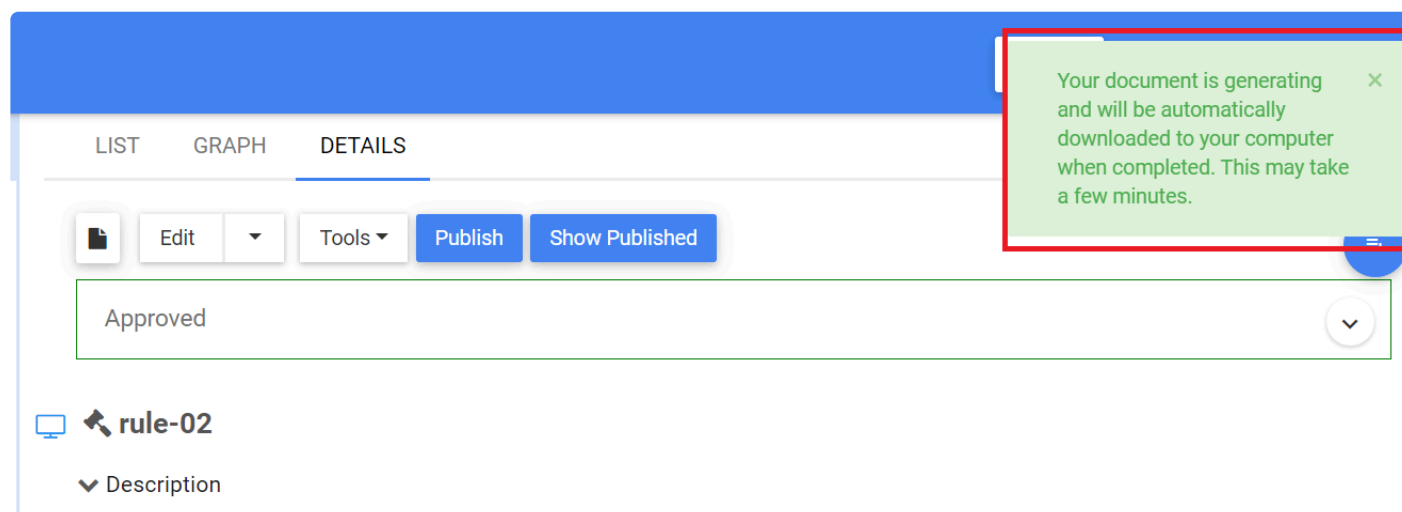 Your document is generating
and will be automatically
downloaded to your computer
when completed. This may take
a few minutes.
LIST GRAPH DETAILS
Edit Tools Publish Show Published
Approved
rule-02
Description